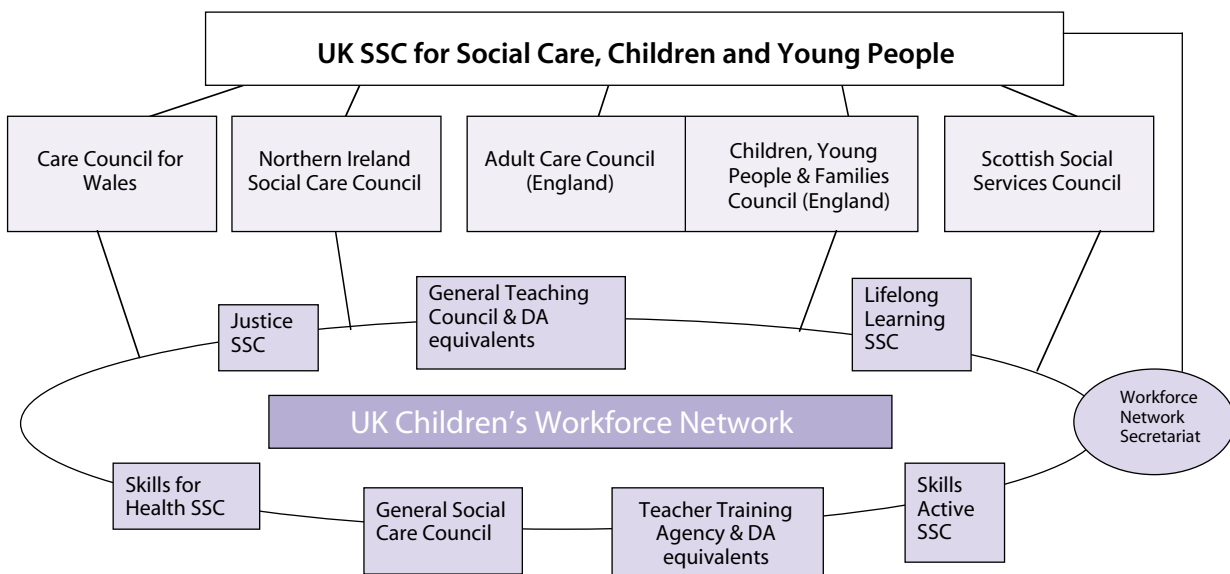 UK SSC for Social Care, Children and Young People
Care Council for
Wales
Northern Ireland
Social Care Council
Adult Care Council
(England)
Children, Young
People & Families
Council (England)
Scottish Social
Services Council
Justice
SSC
General Teaching
Council & DA
equivalents
Lifelong
Learning
SSC
UK Children’s Workforce Network
Workforce
Network
Secretariat
Skills for
Health SSC
General Social
Care Council
Teacher Training
Agency & DA
equivalents
Skills
Active
SSC